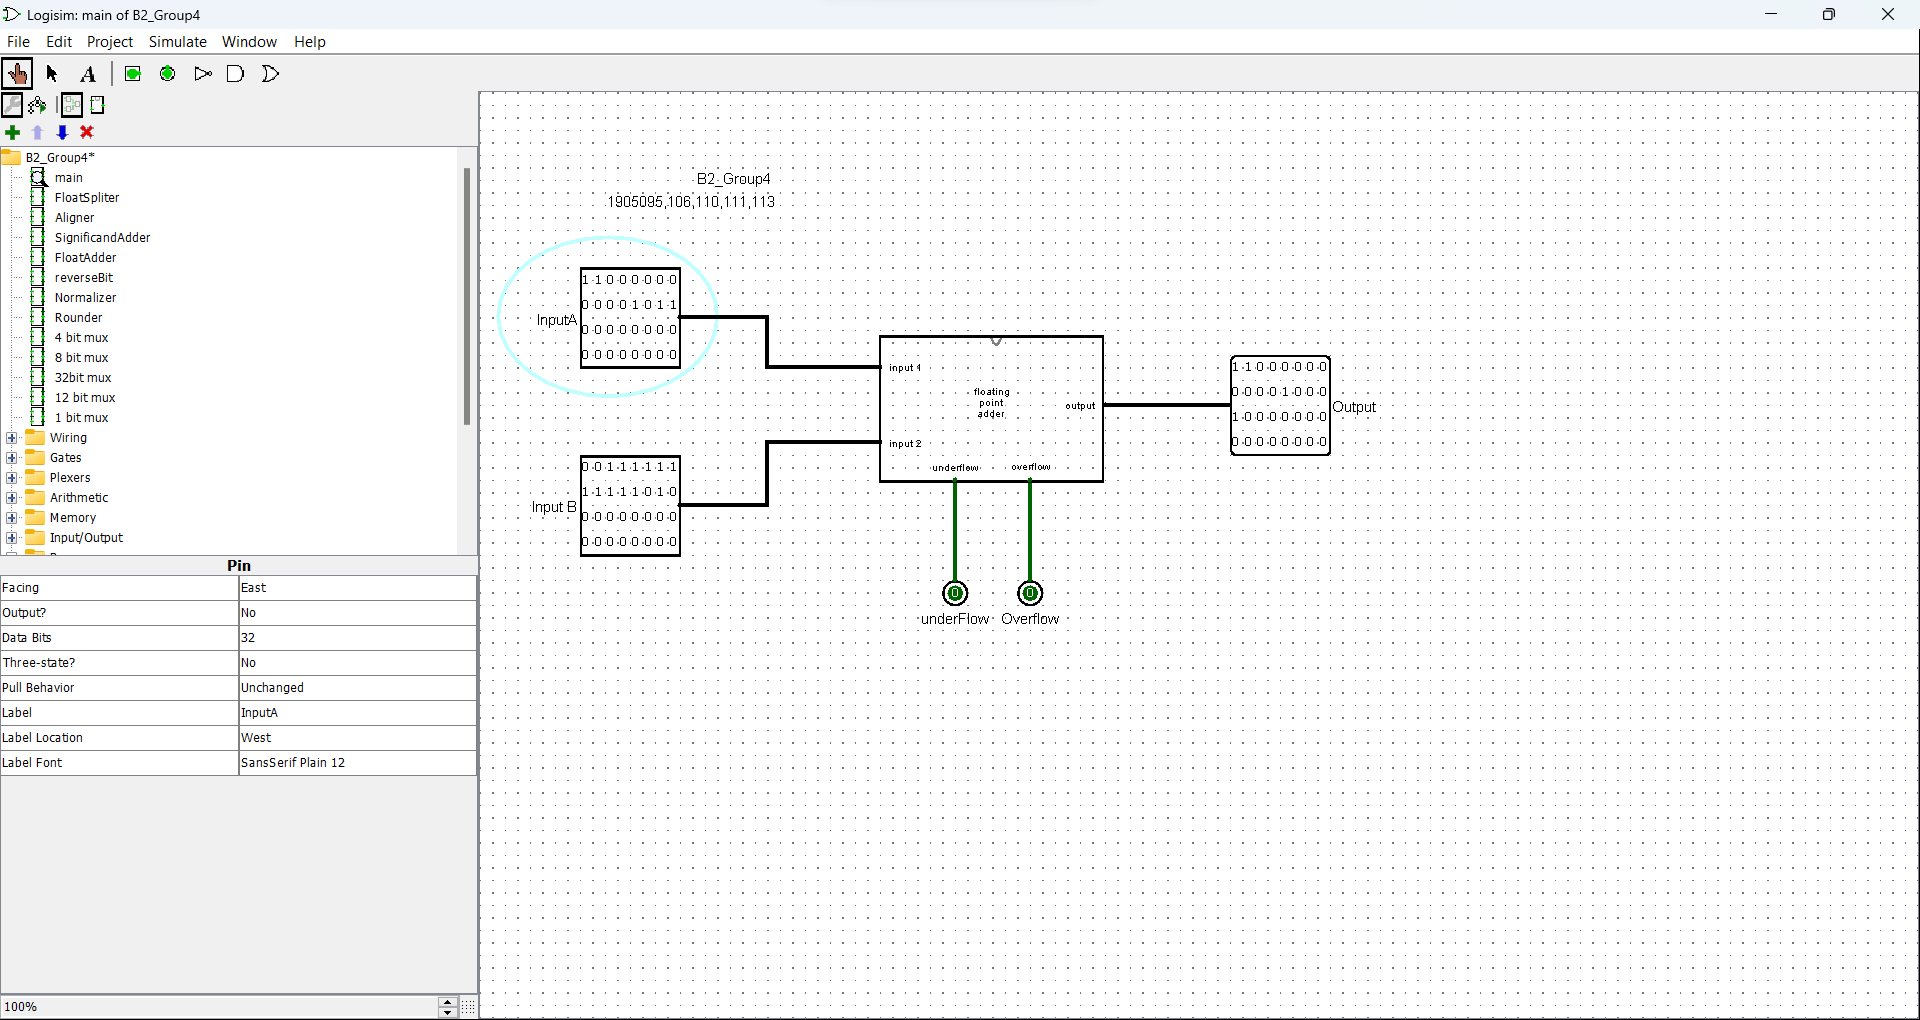 Logisim: main of B2_Group4
File Edit Project Simulate Window Help
A
B2_Group4*
main
FloatSpliter
Aligner
SignificandAdder
FloatAdder
reverseBit
Normalizer
Rounder
4 bit mux
8 bit mux
32bit mux
12 bit mux
1 bit mux
Wiring
Gates
Plexers
Arithmetic
Memory
Input/Output
Pin
Facing East
Output? No
Data Bits 32
Three-state? No
Pull Behavior Unchanged
Label InputA
Label Location West
Label Font SansSerif Plain 12
100%
B2_Group4
1905095,106,110,111,113
InputA
1 1 0 0 0 0 0 0
0 0 0 0 1 0 1 1
0 0 0 0 0 0 0 0
0 0 0 0 0 0 0 0
Input B
0 0 1 1 1 1 1 1
1 1 1 1 1 0 1 0
0 0 0 0 0 0 0 0
0 0 0 0 0 0 0 0
input 1
floating
point
adder
output
input 2
underflow overflow
1 1 0 0 0 0 0 0
0 0 0 0 1 0 0 0
1 0 0 0 0 0 0 0
0 0 0 0 0 0 0 0
Output
0 0
underFlow Overflow